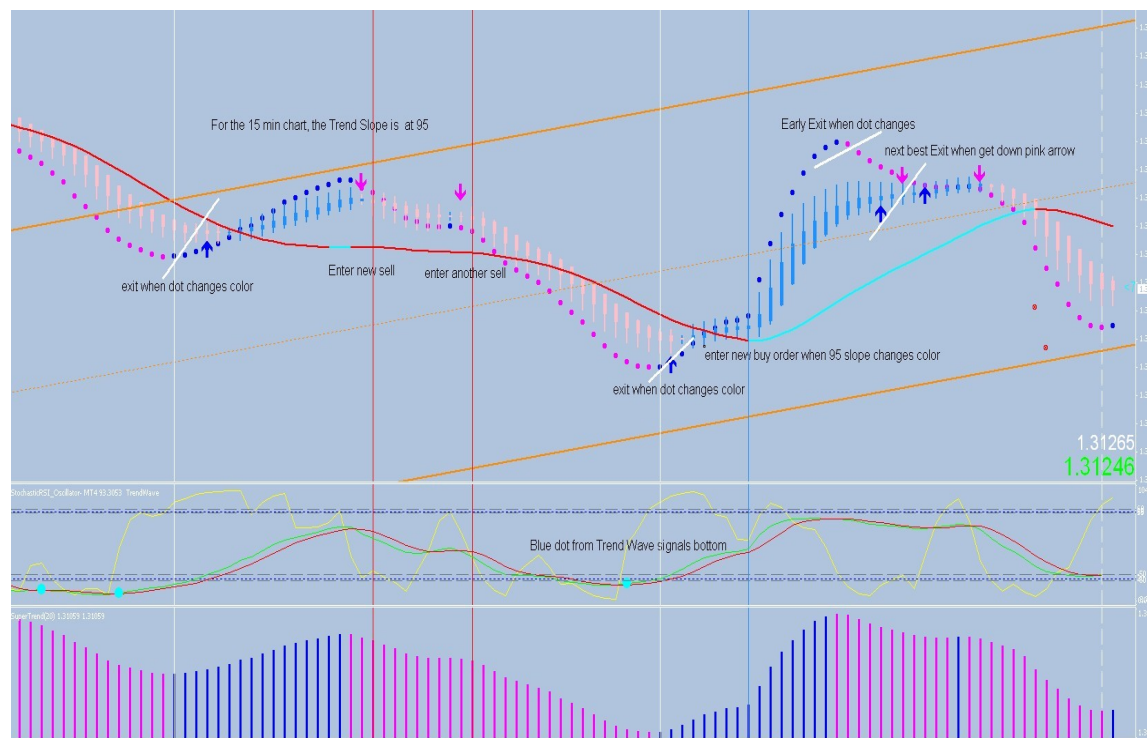 Early Exit when dot changes
For the 15 min chart, the Trend Slope is at 95
next best Exit when get down pink arrow
Enter new sell
enter another sell
exit when dot changes color
enter new buy order when 95 slope changes color
exit when dot changes color
1.31265
1.31246
StochasticRSI_Oscillator- MT4 93.3053 TrendWave
Blue dot from Trend Wave signals bottom
SuperTrend(20) 1.31059 1.31059